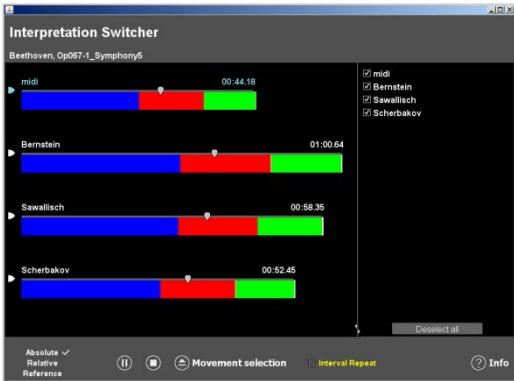 Interpretation Switcher
Beethoven, Op067-1_Symphony5
midi 00:44.18
Bernstein 01:00.64
Sawallisch 00:58.35
Scherbakov 00:52.45
midi
Bernstein
Sawallisch
Scherbakov
Deselect all
Absolute
Relative
Reference
Movement selection
Interval Repeat
? Info